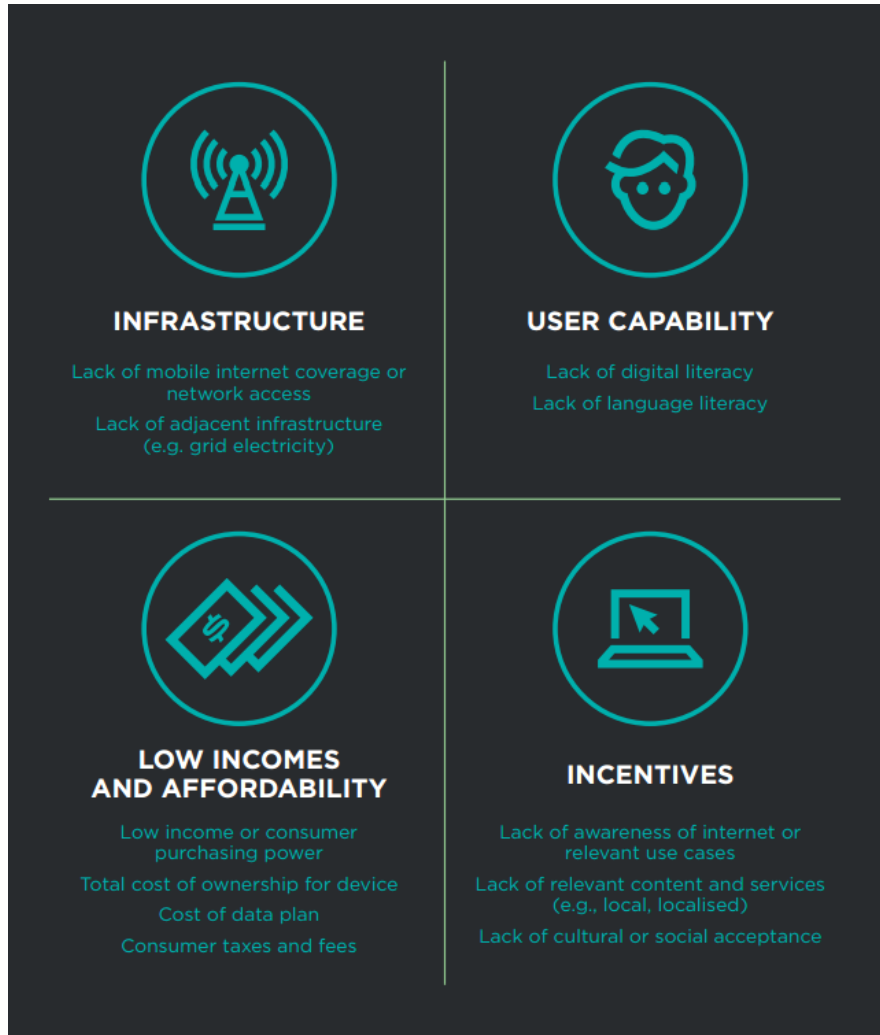 INFRASTRUCTURE
Lack of mobile internet coverage or
network access
Lack of adjacent infrastructure
(e.g. grid electricity)
USER CAPABILITY
Lack of digital literacy
Lack of language literacy
$
LOW INCOMES
AND AFFORDABILITY
Low income or consumer
purchasing power
Total cost of ownership for device
Cost of data plan
Consumer taxes and fees
INCENTIVES
Lack of awareness of internet or
relevant use cases
Lack of relevant content and services
(e.g., local, localised)
Lack of cultural or social acceptance